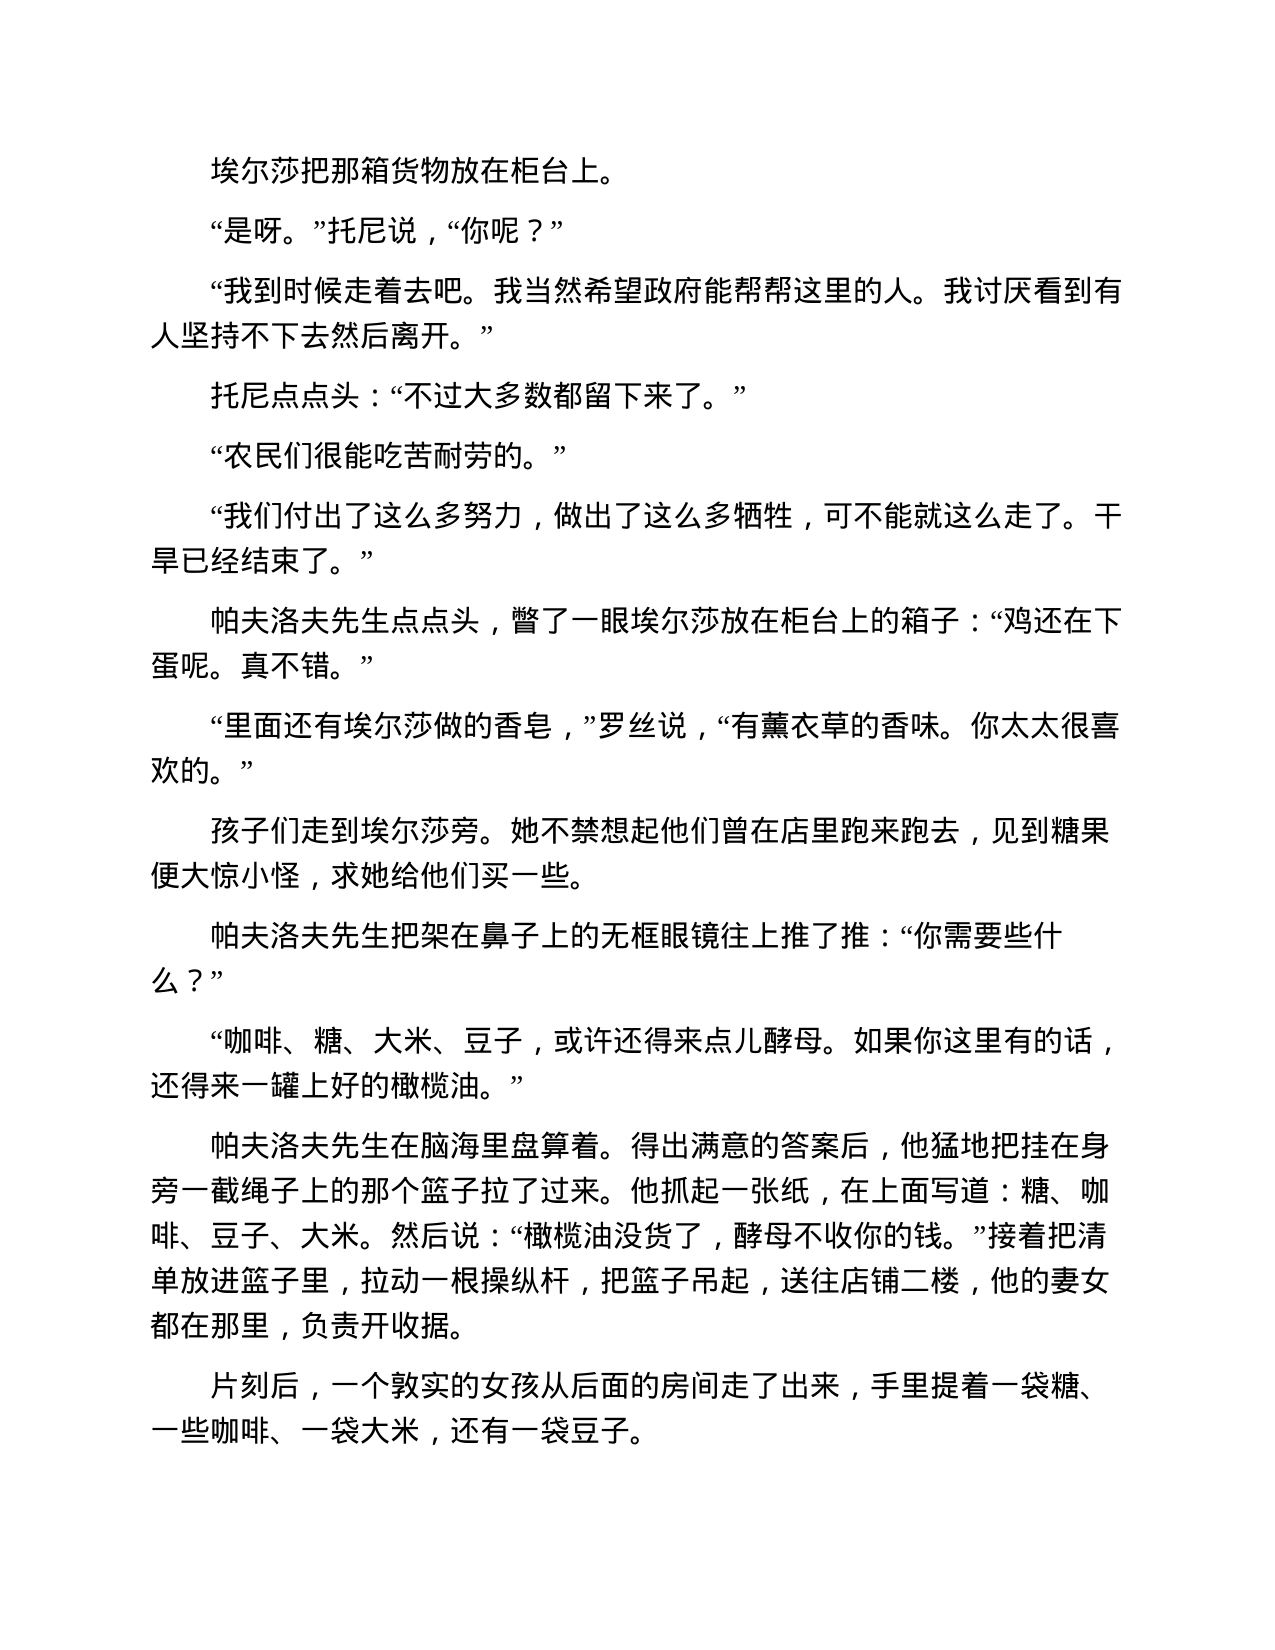 埃尔莎把那箱货物放在柜台上。
“是呀。”托尼说，“你呢？”
“我到时候走着去吧。我当然希望政府能帮帮这里的人。我讨厌看到有
人坚持不下去然后离开。”
托尼点点头：“不过大多数都留下来了。”
“农民们很能吃苦耐劳的。”
“我们付出了这么多努力，做出了这么多牺牲，可不能就这么走了。干
旱已经结束了。”
帕夫洛夫先生点点头，瞥了一眼埃尔莎放在柜台上的箱子：“鸡还在下
蛋呢。真不错。”
“里面还有埃尔莎做的香皂，”罗丝说，“有薰衣草的香味。你太太很喜
欢的。”
孩子们走到埃尔莎旁。她不禁想起他们曾在店里跑来跑去，见到糖果
便大惊小怪，求她给他们买一些。
帕夫洛夫先生把架在鼻子上的无框眼镜往上推了推：“你需要些什
么？”
“咖啡、糖、大米、豆子，或许还得来点儿酵母。如果你这里有的话，
还得来一罐上好的橄榄油。”
帕夫洛夫先生在脑海里盘算着。得出满意的答案后，他猛地把挂在身
旁一截绳子上的那个篮子拉了过来。他抓起一张纸，在上面写道：糖、咖
啡、豆子、大米。然后说：“橄榄油没货了，酵母不收你的钱。”接着把清
单放进篮子里，拉动一根操纵杆，把篮子吊起，送往店铺二楼，他的妻女
都在那里，负责开收据。
片刻后，一个敦实的女孩从后面的房间走了出来，手里提着一袋糖、
一些咖啡、一袋大米，还有一袋豆子。